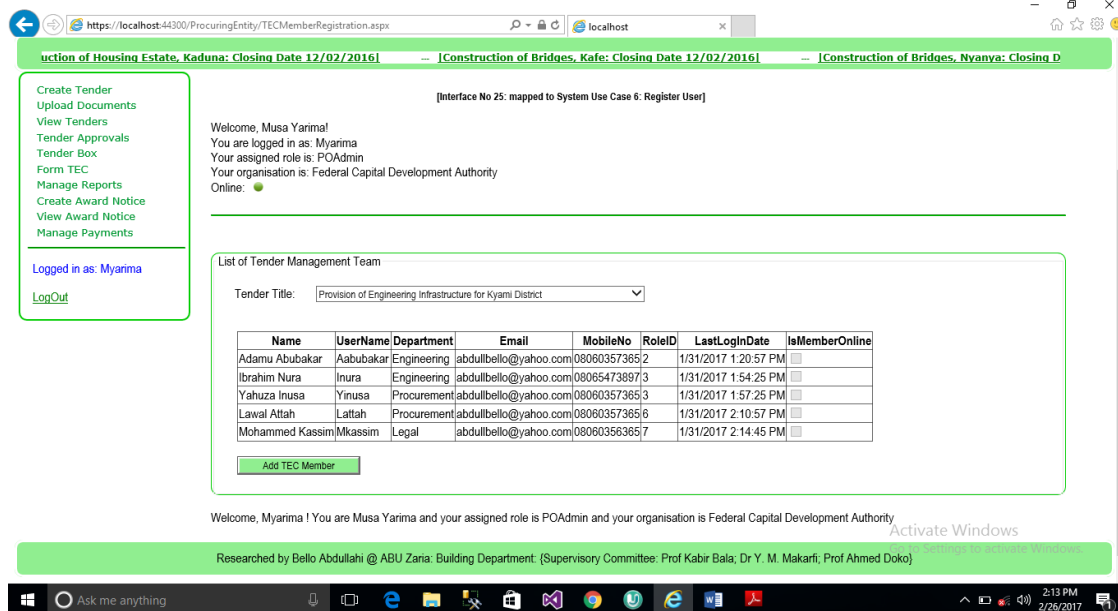 https://localhost:44300/ProcuringEntity/TECMemberRegistration.aspx
localhost
uction of Housing Estate, Kaduna: Closing Date 12/02/2016] --- [Construction of Bridges, Kafe: Closing Date 12/02/2016] --- [Construction of Bridges, Nyanya: Closing D
Create Tender
Upload Documents
View Tenders
Tender Approvals
Tender Box
Form TEC
Manage Reports
Create Award Notice
View Award Notice
Manage Payments
Logged in as: Myarima
LogOut
[Interface No 25: mapped to System Use Case 6: Register User]
Welcome, Musa Yarima!
You are logged in as: Myarima
Your assigned role is: POAdmin
Your organisation is: Federal Capital Development Authority
Online:
List of Tender Management Team
Tender Title: Provision of Engineering Infrastructure for Kyami District
Name UserName Department Email MobileNo RoleID LastLogInDate IsMemberOnline
Adamu Abubakar Aabubakar Engineering abdullbello@yahoo.com 08060357365 2 1/31/2017 1:20:57 PM
Ibrahim Nura Inura Engineering abdullbello@yahoo.com 08065473897 3 1/31/2017 1:54:25 PM
Yahuza Inusa Yinusa Procurement abdullbello@yahoo.com 08060357365 3 1/31/2017 1:57:25 PM
Lawal Attah Lattah Procurement abdullbello@yahoo.com 08060357365 6 1/31/2017 2:10:57 PM
Mohammed Kassim Mkassim Legal abdullbello@yahoo.com 08060356365 7 1/31/2017 2:14:45 PM
Add TEC Member
Welcome, Myarima ! You are Musa Yarima and your assigned role is POAdmin and your organisation is Federal Capital Development Authority
Activate Windows
Go to Settings to activate Windows.
Researched by Bello Abdullahi @ ABU Zaria: Building Department: {Supervisory Committee: Prof Kabir Bala; Dr Y. M. Makarfi; Prof Ahmed Doko}
Ask me anything
2:13 PM
2/26/2017